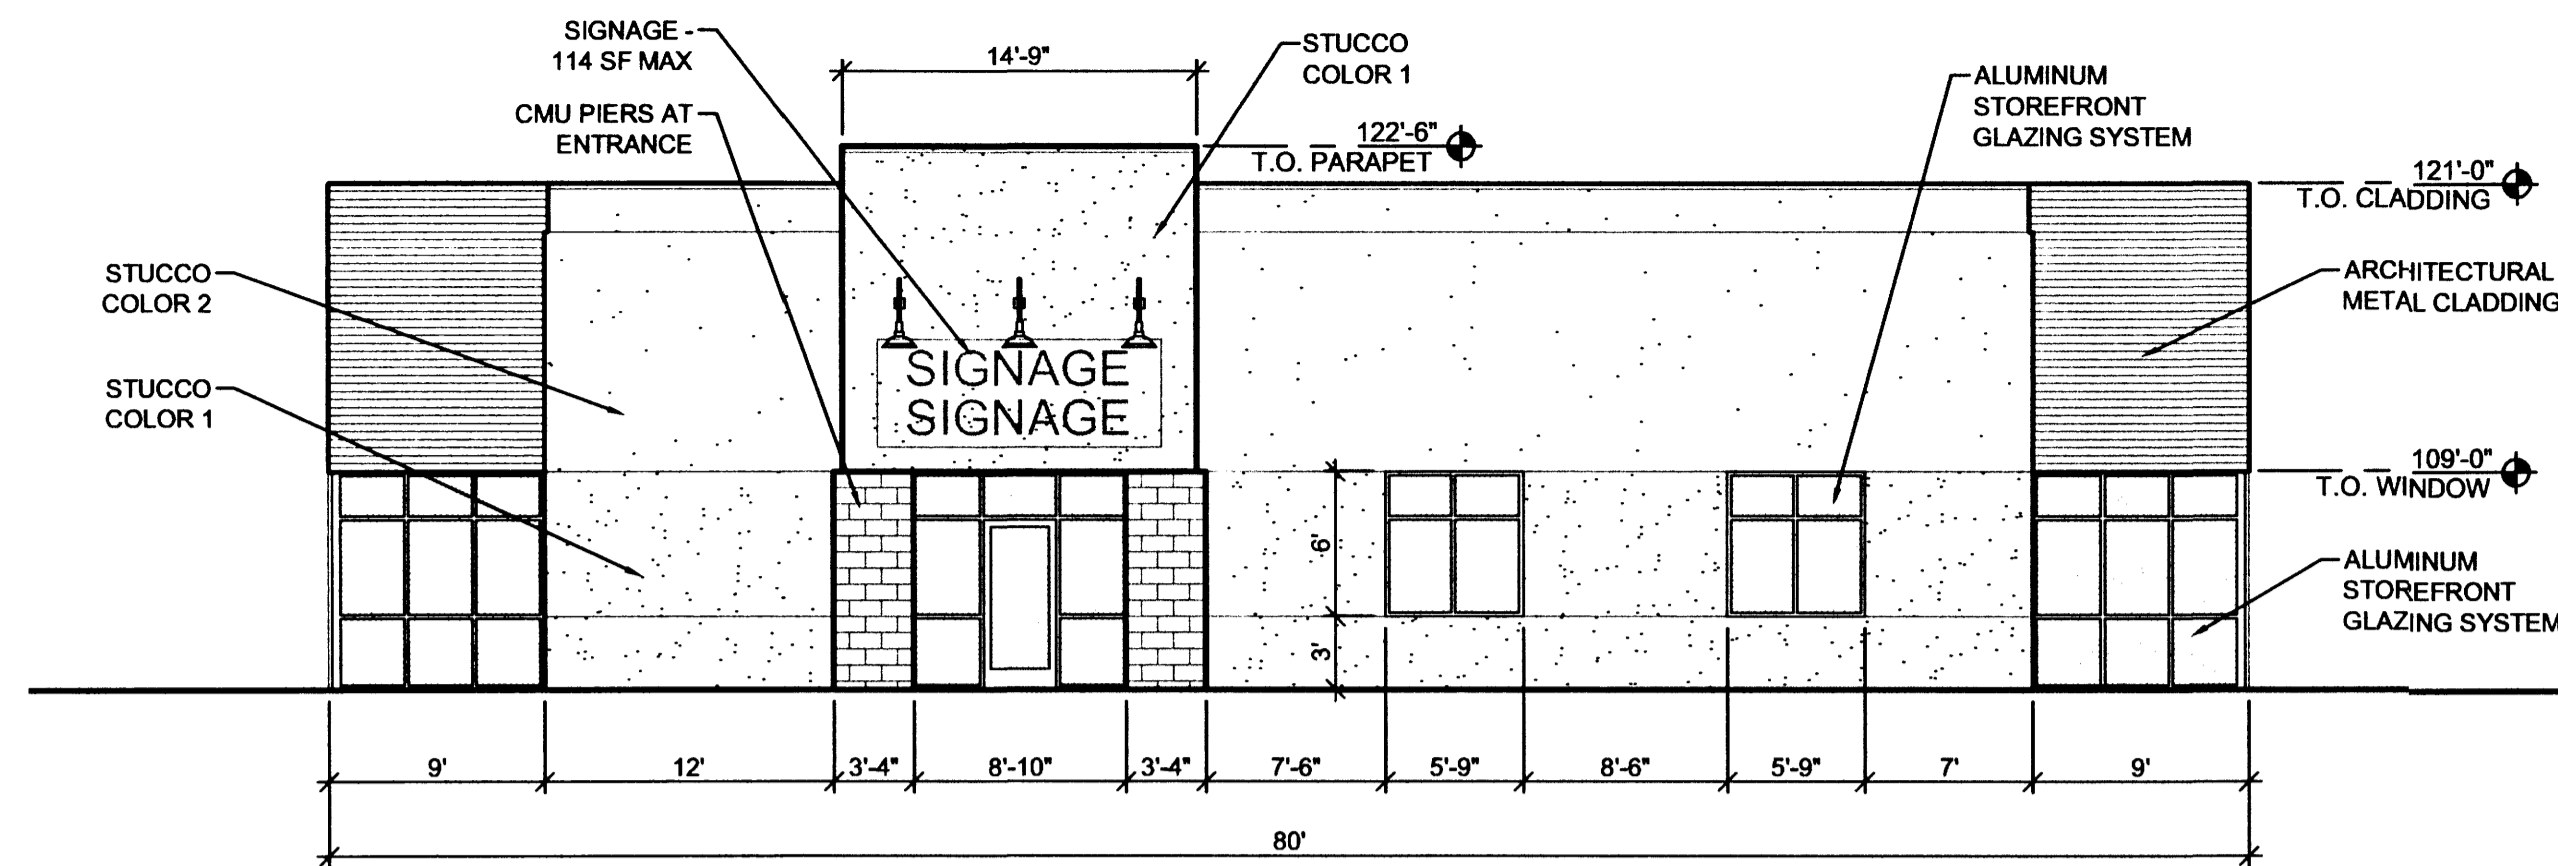 SIGNAGE -
114 SF MAX
CMU PIERS AT
ENTRANCE
14'-9"
STUCCO
COLOR 1
122'-6"
T.O. PARAPET
ALUMINUM
STOREFRONT
GLAZING SYSTEM
121'-0"
T.O. CLADDING
ARCHITECTURAL
METAL CLADDING
STUCCO
COLOR 2
STUCCO
COLOR 1
SIGNAGE
SIGNAGE
109'-0"
T.O. WINDOW
6'
3'
ALUMINUM
STOREFRONT
GLAZING SYSTEM
9'
12'
3'-4"
8'-10"
3'-4"
7'-6"
5'-9"
8'-6"
5'-9"
7'
9'
80'